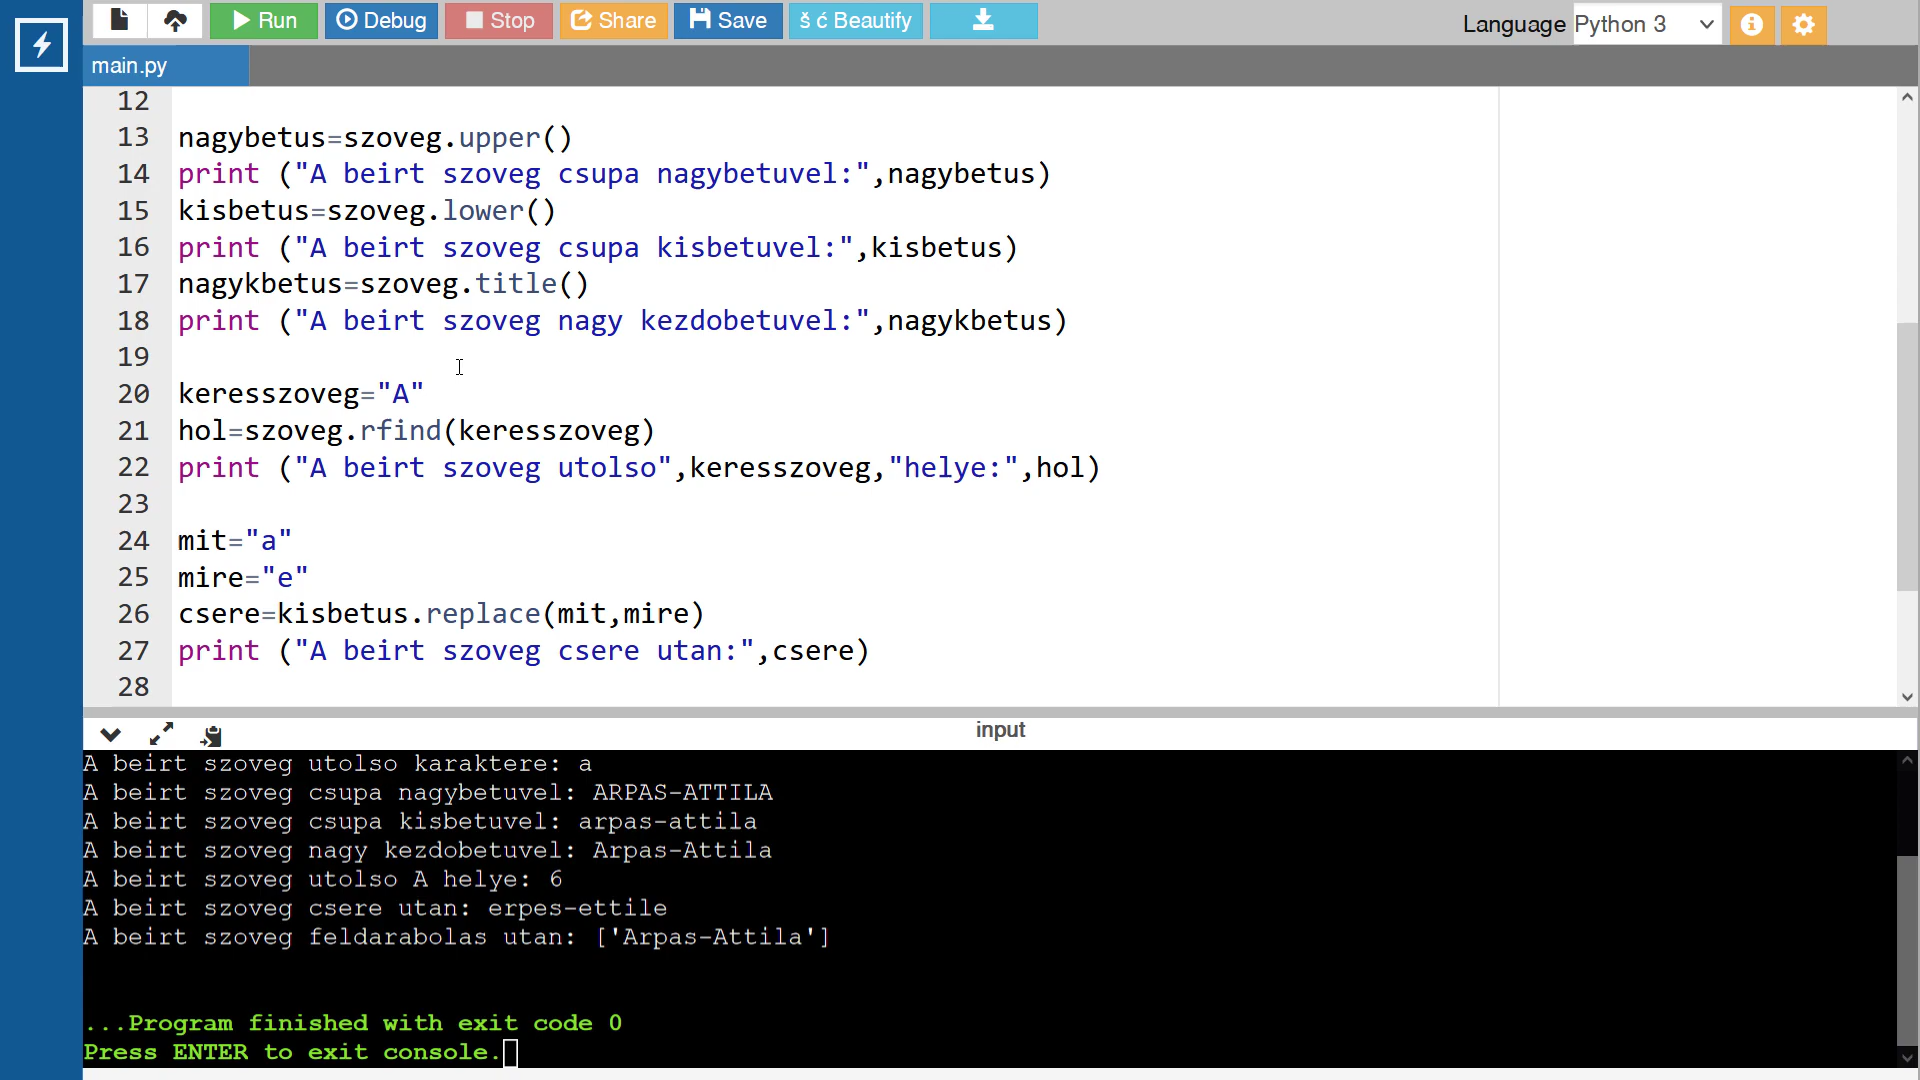 Run Debug Stop Share Save š ć Beautify Language Python 3
main.py
12
13 nagybetus=szoveg.upper()
14 print ("A beirt szoveg csupa nagybetuvel:",nagybetus)
15 kisbetus=szoveg.lower()
16 print ("A beirt szoveg csupa kisbetuvel:",kisbetus)
17 nagykbetus=szoveg.title()
18 print ("A beirt szoveg nagy kezdobetuvel:",nagykbetus)
19
20 keresszoveg="A"
21 hol=szoveg.rfind(keresszoveg)
22 print ("A beirt szoveg utolso",keresszoveg,"helye:",hol)
23
24 mit="a"
25 mire="e"
26 csere=kisbetus.replace(mit,mire)
27 print ("A beirt szoveg csere utan:",csere)
28
input
A beirt szoveg utolso karaktere: a
A beirt szoveg csupa nagybetuvel: ARPAS-ATTILA
A beirt szoveg csupa kisbetuvel: arpas-attila
A beirt szoveg nagy kezdobetuvel: Arpas-Attila
A beirt szoveg utolso A helye: 6
A beirt szoveg csere utan: erpes-ettile
A beirt szoveg feldarabolas utan: ['Arpas-Attila']
...Program finished with exit code 0
Press ENTER to exit console.